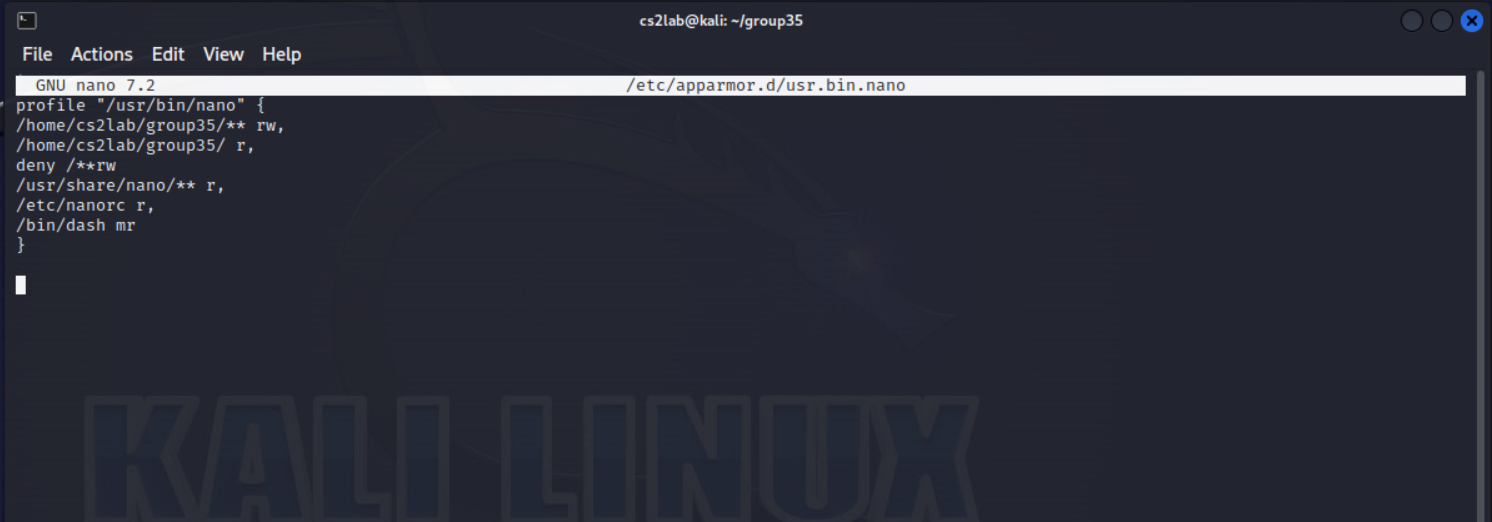 cs2lab@kali: ~/group35
File Actions Edit View Help
GNU nano 7.2 /etc/apparmor.d/usr.bin.nano
profile "/usr/bin/nano" {
/home/cs2lab/group35/** rw,
/home/cs2lab/group35/ r,
deny /**rw
/usr/share/nano/** r,
/etc/nanorc r,
/bin/dash mr
}
KALI LINUX